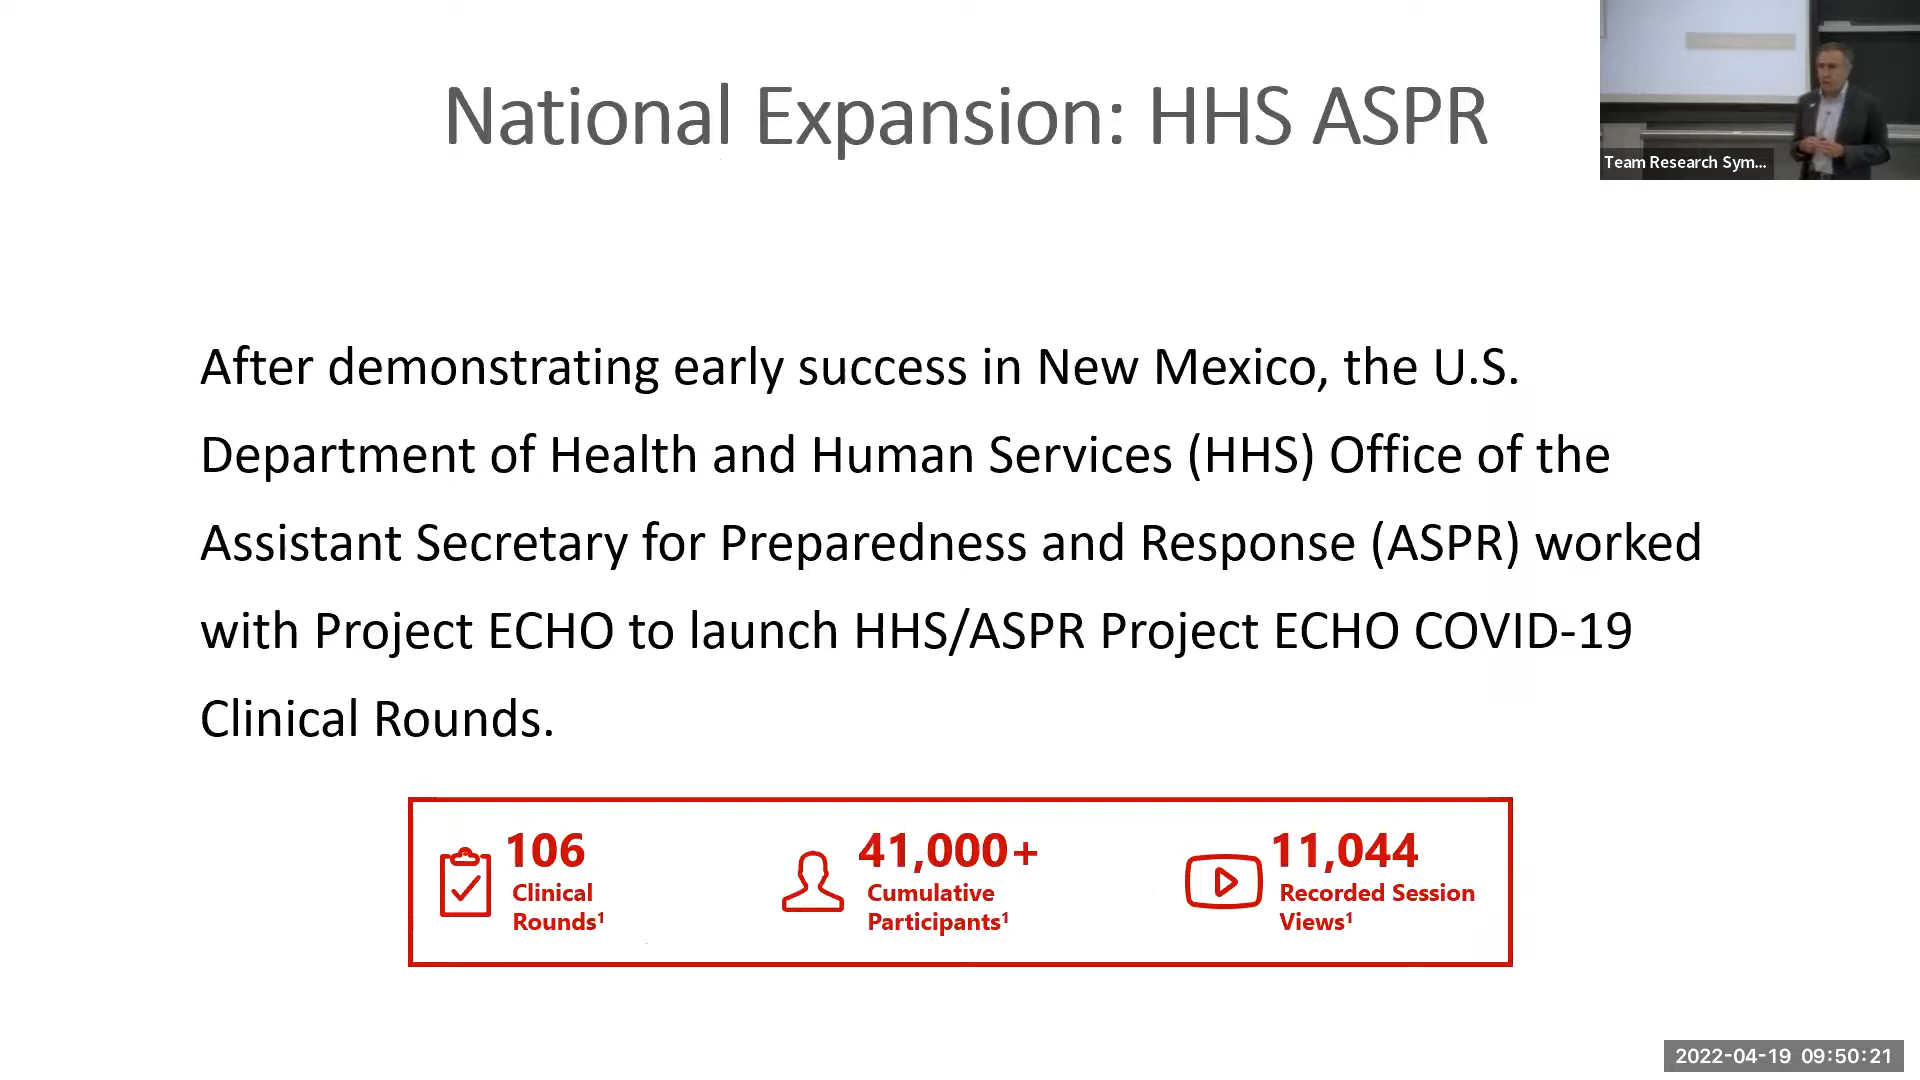 National Expansion: HHS ASPR
Team Research Sym...
After demonstrating early success in New Mexico, the U.S.
Department of Health and Human Services (HHS) Office of the
Assistant Secretary for Preparedness and Response (ASPR) worked
with Project ECHO to launch HHS/ASPR Project ECHO COVID-19
Clinical Rounds.
106
Clinical
Rounds¹
41,000+
Cumulative
Participants¹
11,044
Recorded Session
Views¹
2022-04-19 09:50:21